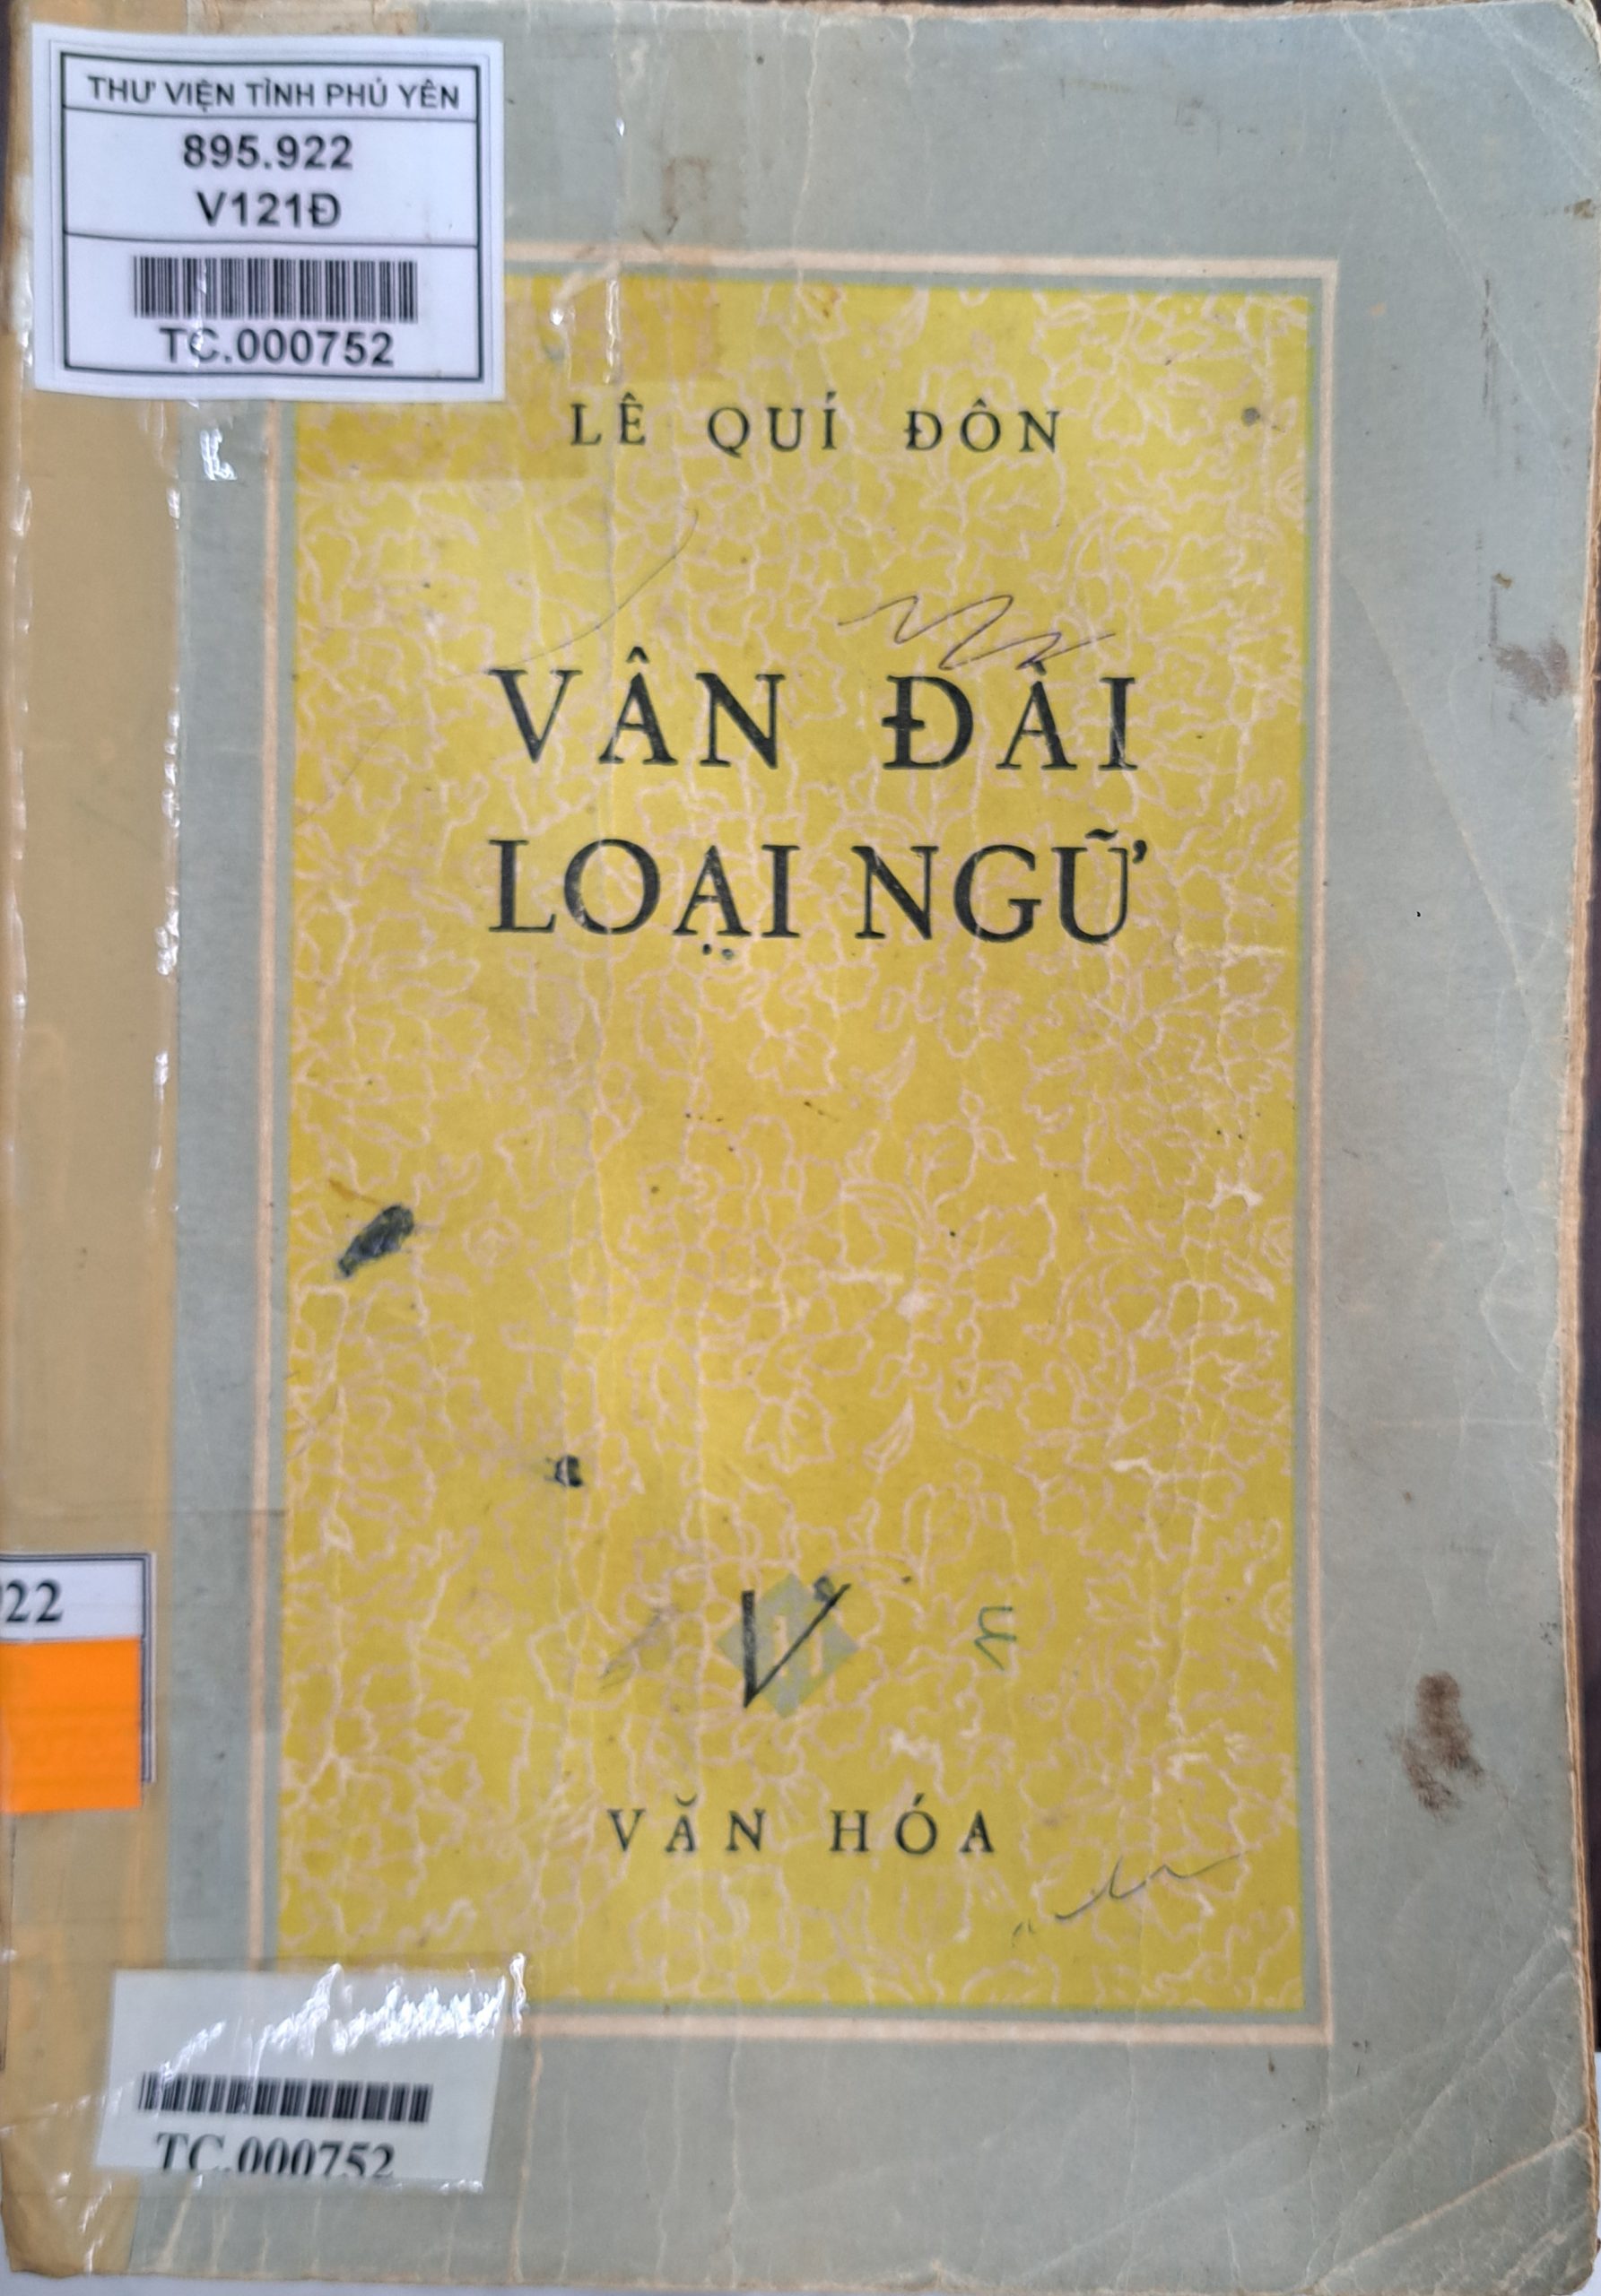 THƯ VIỆN TỈNH PHÚ YÊN
895.922
V121Đ
TC.000752
LÊ QUÍ ĐÔN
VÂN ĐÀI
LOẠI NGỮ
22
VĂN HÓA
TC.000752